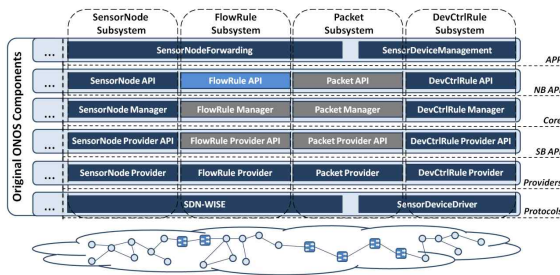 SensorNode Subsystem
FlowRule Subsystem
Packet Subsystem
DevCtrlRule Subsystem
Original ONOS Components
... SensorNodeForwarding SensorDeviceManagement
APP
... SensorNode API FlowRule API Packet API DevCtrlRule API
NB API
... SensorNode Manager FlowRule Manager Packet Manager DevCtrlRule Manager
Core
... SensorNode Provider API FlowRule Provider API Packet Provider API DevCtrlRule Provider API
SB API
... SensorNode Provider FlowRule Provider Packet Provider DevCtrlRule Provider
Providers
... SDN-WISE SensorDeviceDriver
Protocols